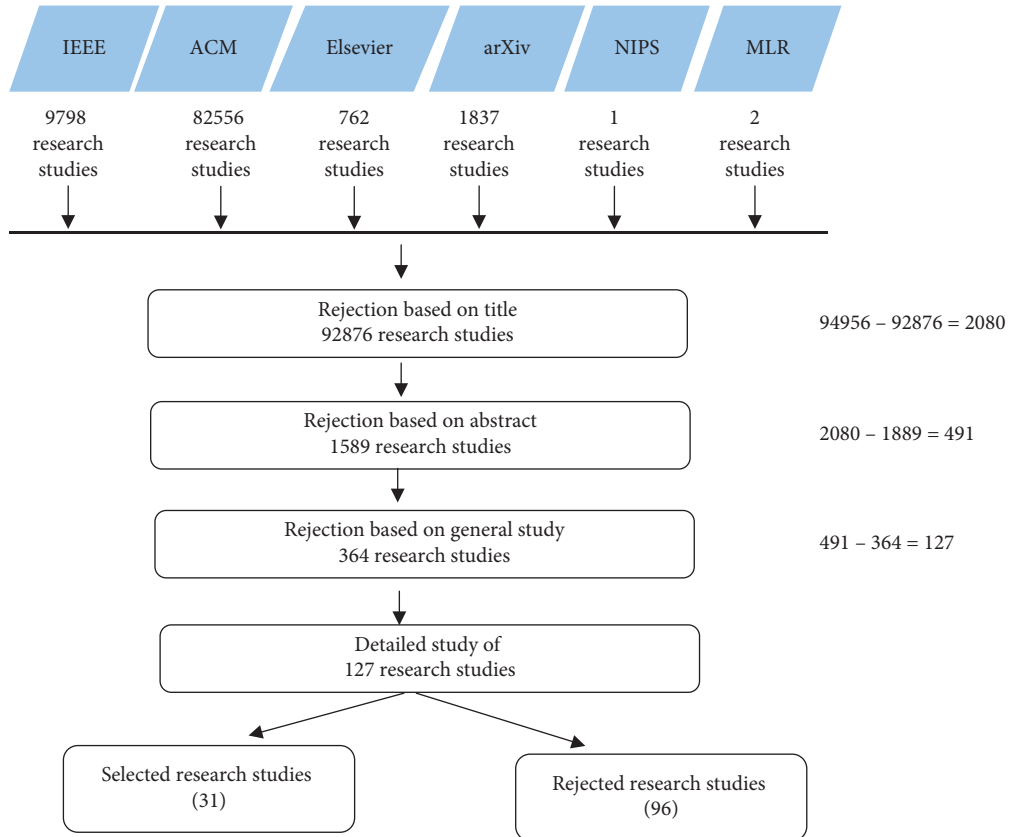 IEEE
ACM
Elsevier
arXiv
NIPS
MLR
9798
research
studies
82556
research
studies
762
research
studies
1837
research
studies
1
research
studies
2
research
studies
Rejection based on title
92876 research studies
94956 – 92876 = 2080
Rejection based on abstract
1589 research studies
2080 – 1889 = 491
Rejection based on general study
364 research studies
491 – 364 = 127
Detailed study of
127 research studies
Selected research studies
(31)
Rejected research studies
(96)